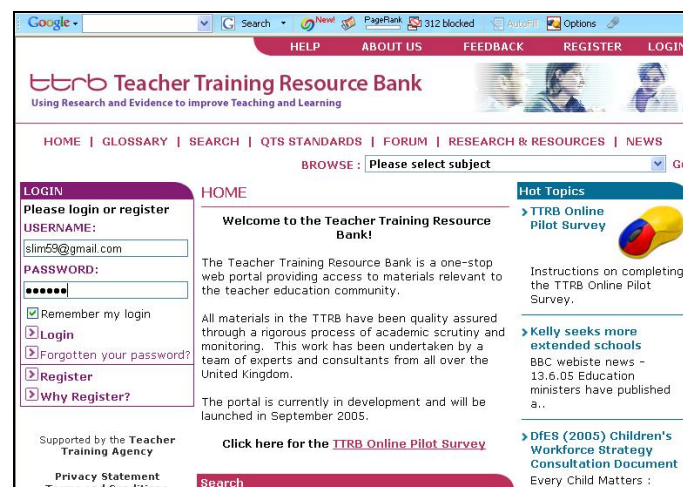 Google
Search
New!
PageRank
312 blocked
AutoFill
Options
HELP ABOUT US FEEDBACK REGISTER LOGIN
ttrb Teacher Training Resource Bank
Using Research and Evidence to improve Teaching and Learning
HOME | GLOSSARY | SEARCH | QTS STANDARDS | FORUM | RESEARCH & RESOURCES | NEWS
BROWSE : Please select subject
LOGIN
Please login or register
USERNAME:
slim59@gmail.com
PASSWORD:
Remember my login
Login
Forgotten your password?
Register
Why Register?
Supported by the Teacher
Training Agency
Privacy Statement
HOME
Welcome to the Teacher Training Resource
Bank!
The Teacher Training Resource Bank is a one-stop
web portal providing access to materials relevant to
the teacher education community.
All materials in the TTRB have been quality assured
through a rigorous process of academic scrutiny and
monitoring. This work has been undertaken by a
team of experts and consultants from all over the
United Kingdom.
The portal is currently in development and will be
launched in September 2005.
Click here for the TTRB Online Pilot Survey
Search
Hot Topics
TTRB Online
Pilot Survey
Instructions on completing
the TTRB Online Pilot
Survey.
Kelly seeks more
extended schools
BBC webiste news -
13.6.05 Education
ministers have published
a..
DfES (2005) Children's
Workforce Strategy
Consultation Document
Every Child Matters :